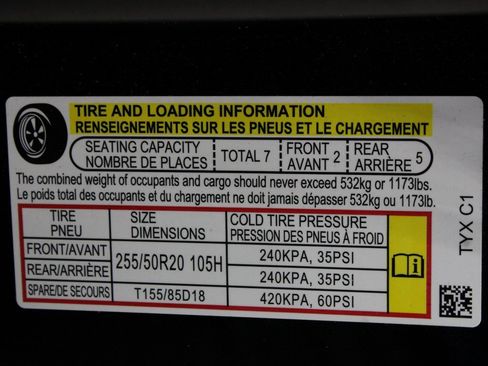 TIRE AND LOADING INFORMATION
RENSEIGNEMENTS SUR LES PNEUS ET LE CHARGEMENT
SEATING CAPACITY
NOMBRE DE PLACES
TOTAL 7
FRONT
AVANT 2
REAR
ARRIÈRE 5
The combined weight of occupants and cargo should never exceed 532kg or 1173lbs.
Le poids total des occupants et du chargement ne doit jamais dépasser 532kg ou 1173lbs.
TIRE
PNEU
SIZE
DIMENSIONS
COLD TIRE PRESSURE
PRESSION DES PNEUS À FROID
FRONT/AVANT
255/50R20 105H
240KPA, 35PSI
REAR/ARRIÈRE
240KPA, 35PSI
SPARE/DE SECOURS
T155/85D18
420KPA, 60PSI
TYX C1